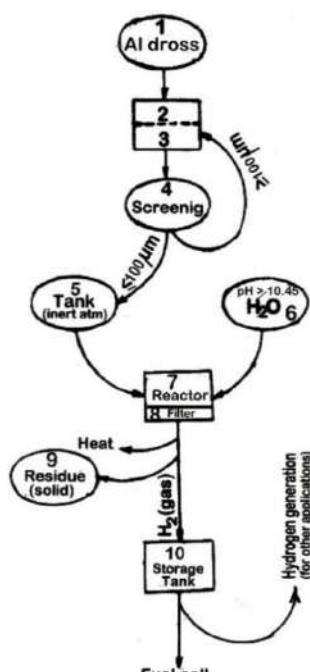 1
Al dross
2
3
4
Screenig
≥100μm
≤100μm
5
Tank
(inert atm)
pH ≥10.45
H₂O 6
7
Reactor
8 Filter
Heat
9
Residue
(solid)
H₂(gas)
10
Storage
Tank
Hydrogen generation
(for other applications)
Fuel cell